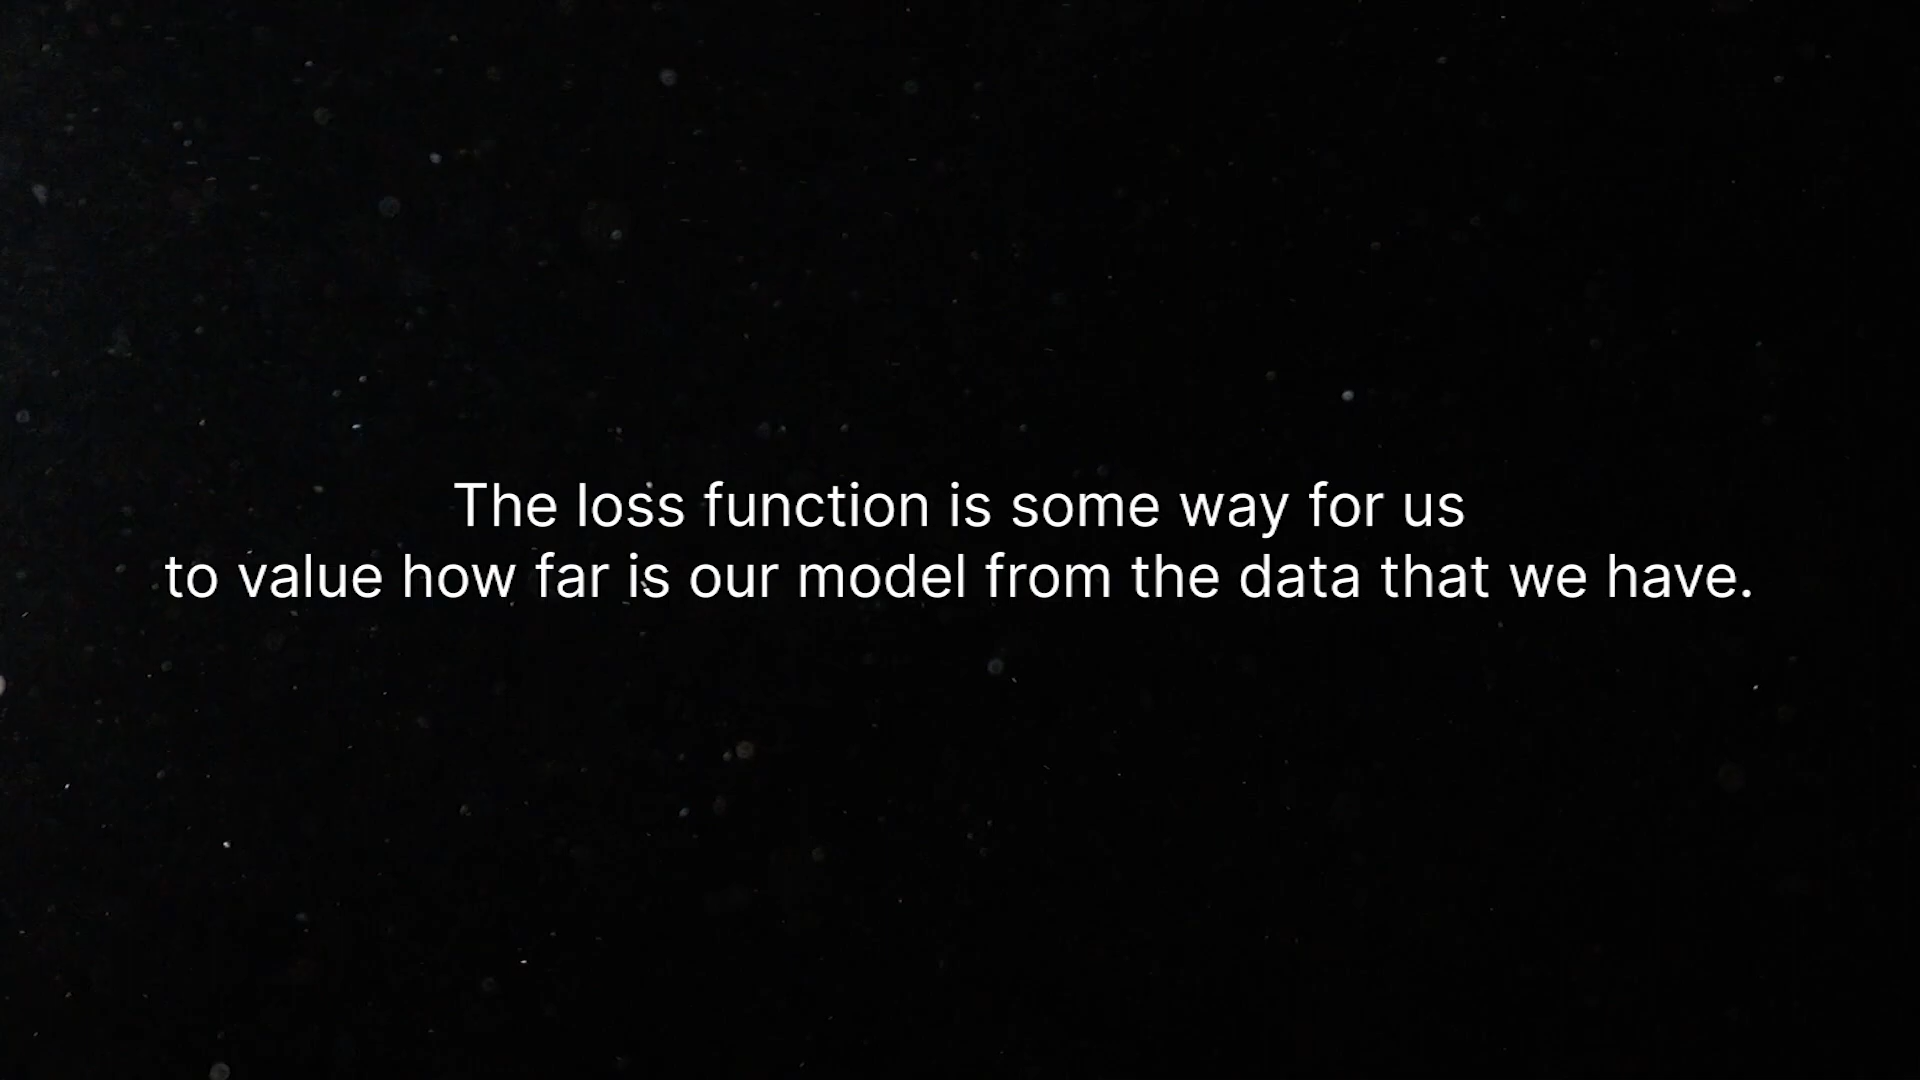 The loss function is some way for us
to value how far is our model from the data that we have.